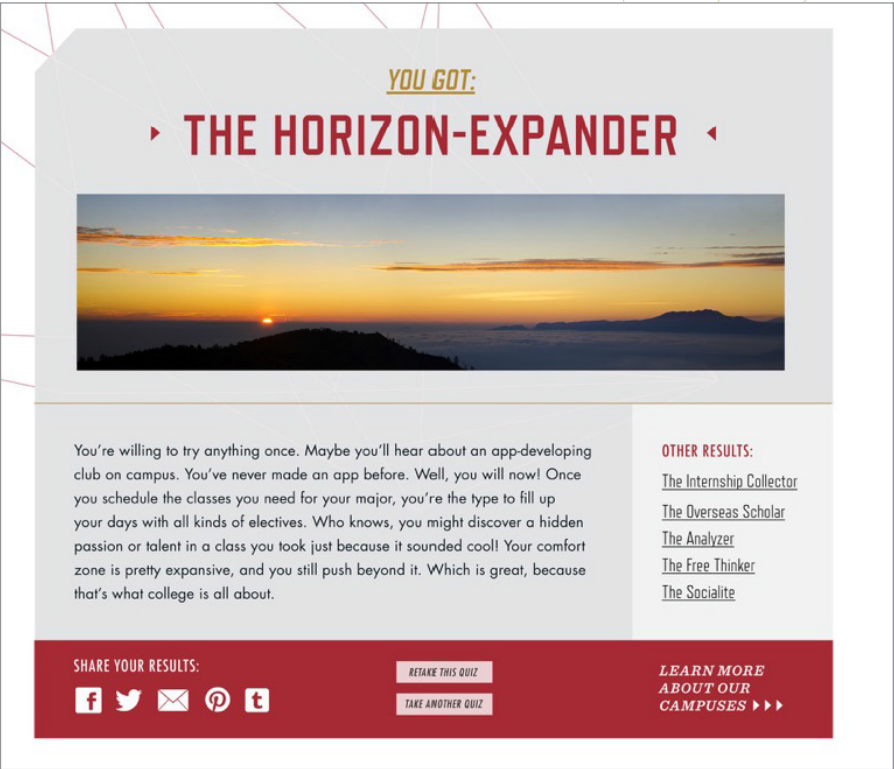 YOU GOT:
THE HORIZON-EXPANDER
You're willing to try anything once. Maybe you'll hear about an app-developing
club on campus. You've never made an app before. Well, you will now! Once
you schedule the classes you need for your major, you're the type to fill up
your days with all kinds of electives. Who knows, you might discover a hidden
passion or talent in a class you took just because it sounded cool! Your comfort
zone is pretty expansive, and you still push beyond it. Which is great, because
that's what college is all about.
OTHER RESULTS:
The Internship Collector
The Overseas Scholar
The Analyzer
The Free Thinker
The Socialite
SHARE YOUR RESULTS:
RETAKE THIS QUIZ
TAKE ANOTHER QUIZ
LEARN MORE
ABOUT OUR
CAMPUSES